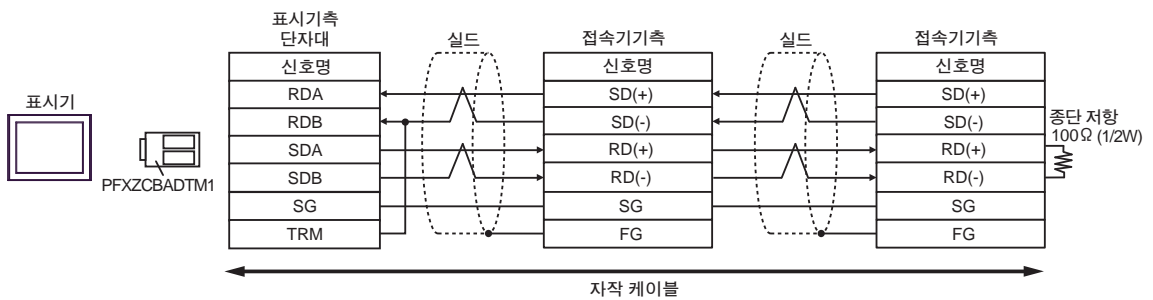 표시기
PFXZCBADTM1
표시기측
단자대
신호명
RDA
RDB
SDA
SDB
SG
TRM
실드
접속기기측
신호명
SD(+)
SD(-)
RD(+)
RD(-)
SG
FG
실드
접속기기측
신호명
SD(+)
SD(-)
RD(+)
RD(-)
SG
FG
종단 저항
100Ω (1/2W)
자작 케이블